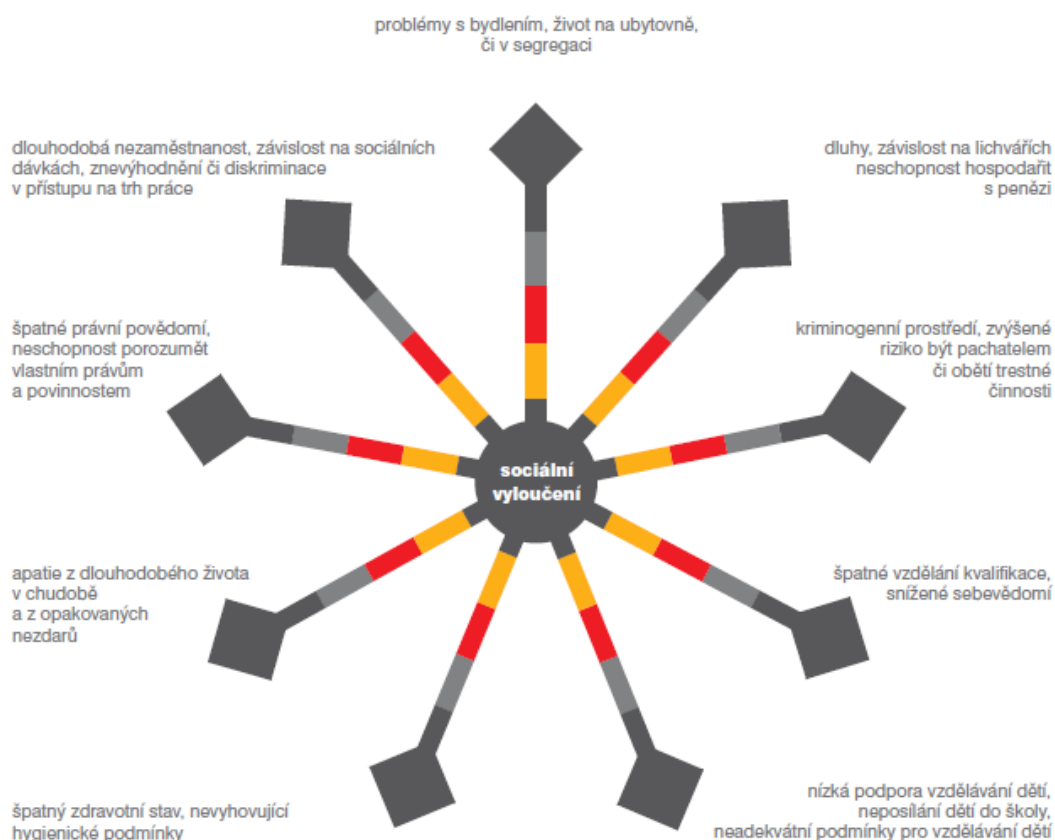 problémy s bydlením, život na ubytovně,
či v segregaci
dlouhodobá nezaměstnanost, závislost na sociálních
dávkách, znevýhodnění či diskriminace
v přístupu na trh práce
dluhy, závislost na lichvářích
neschopnost hospodařit
s penězi
špatné právní povědomí,
neschopnost porozumět
vlastním právům
a povinnostem
kriminogenní prostředí, zvýšené
riziko být pachatelem
či obětí trestné
činnosti
sociální
vyloučení
apatie z dlouhodobého života
v chudobě
a z opakovaných
nezdarů
špatné vzdělání kvalifikace,
snížené sebevědomí
špatný zdravotní stav, nevyhovující
hygienické podmínky
nízká podpora vzdělávání dětí,
neposílání dětí do školy,
neadekvátní podmínky pro vzdělávání dětí